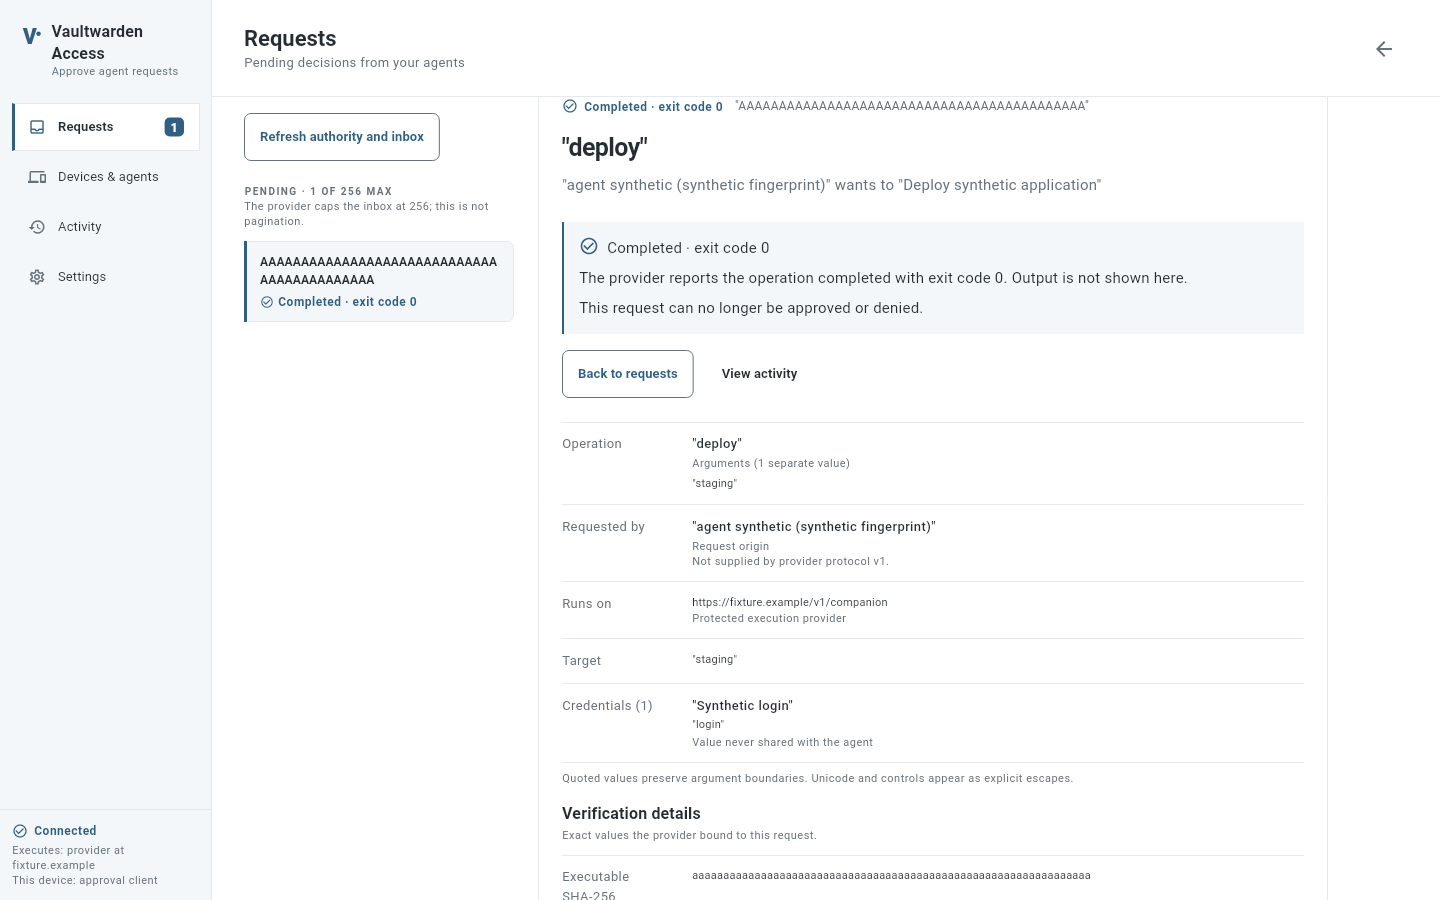 Vaultwarden
Access
Approve agent requests
Requests
1
Devices & agents
Activity
Settings
Connected
Executes: provider at
fixture.example
This device: approval client
Requests
Pending decisions from your agents
Refresh authority and inbox
PENDING · 1 OF 256 MAX
The provider caps the inbox at 256; this is not
pagination.
AAAAAAAAAAAAAAAAAAAAAAAAAAAAA
AAAAAAAAAAAAAA
Completed · exit code 0
Completed · exit code 0 "AAAAAAAAAAAAAAAAAAAAAAAAAAAAAAAAAAAAAAAAAAA"
"deploy"
"agent synthetic (synthetic fingerprint)" wants to "Deploy synthetic application"
Completed · exit code 0
The provider reports the operation completed with exit code 0. Output is not shown here.
This request can no longer be approved or denied.
Back to requests
View activity
Operation
"deploy"
Arguments (1 separate value)
"staging"
Requested by
"agent synthetic (synthetic fingerprint)"
Request origin
Not supplied by provider protocol v1.
Runs on
https://fixture.example/v1/companion
Protected execution provider
Target
"staging"
Credentials (1)
"Synthetic login"
"login"
Value never shared with the agent
Quoted values preserve argument boundaries. Unicode and controls appear as explicit escapes.
Verification details
Exact values the provider bound to this request.
Executable
SHA-256
aaaaaaaaaaaaaaaaaaaaaaaaaaaaaaaaaaaaaaaaaaaaaaaaaaaaaaaaaaaaaaaa